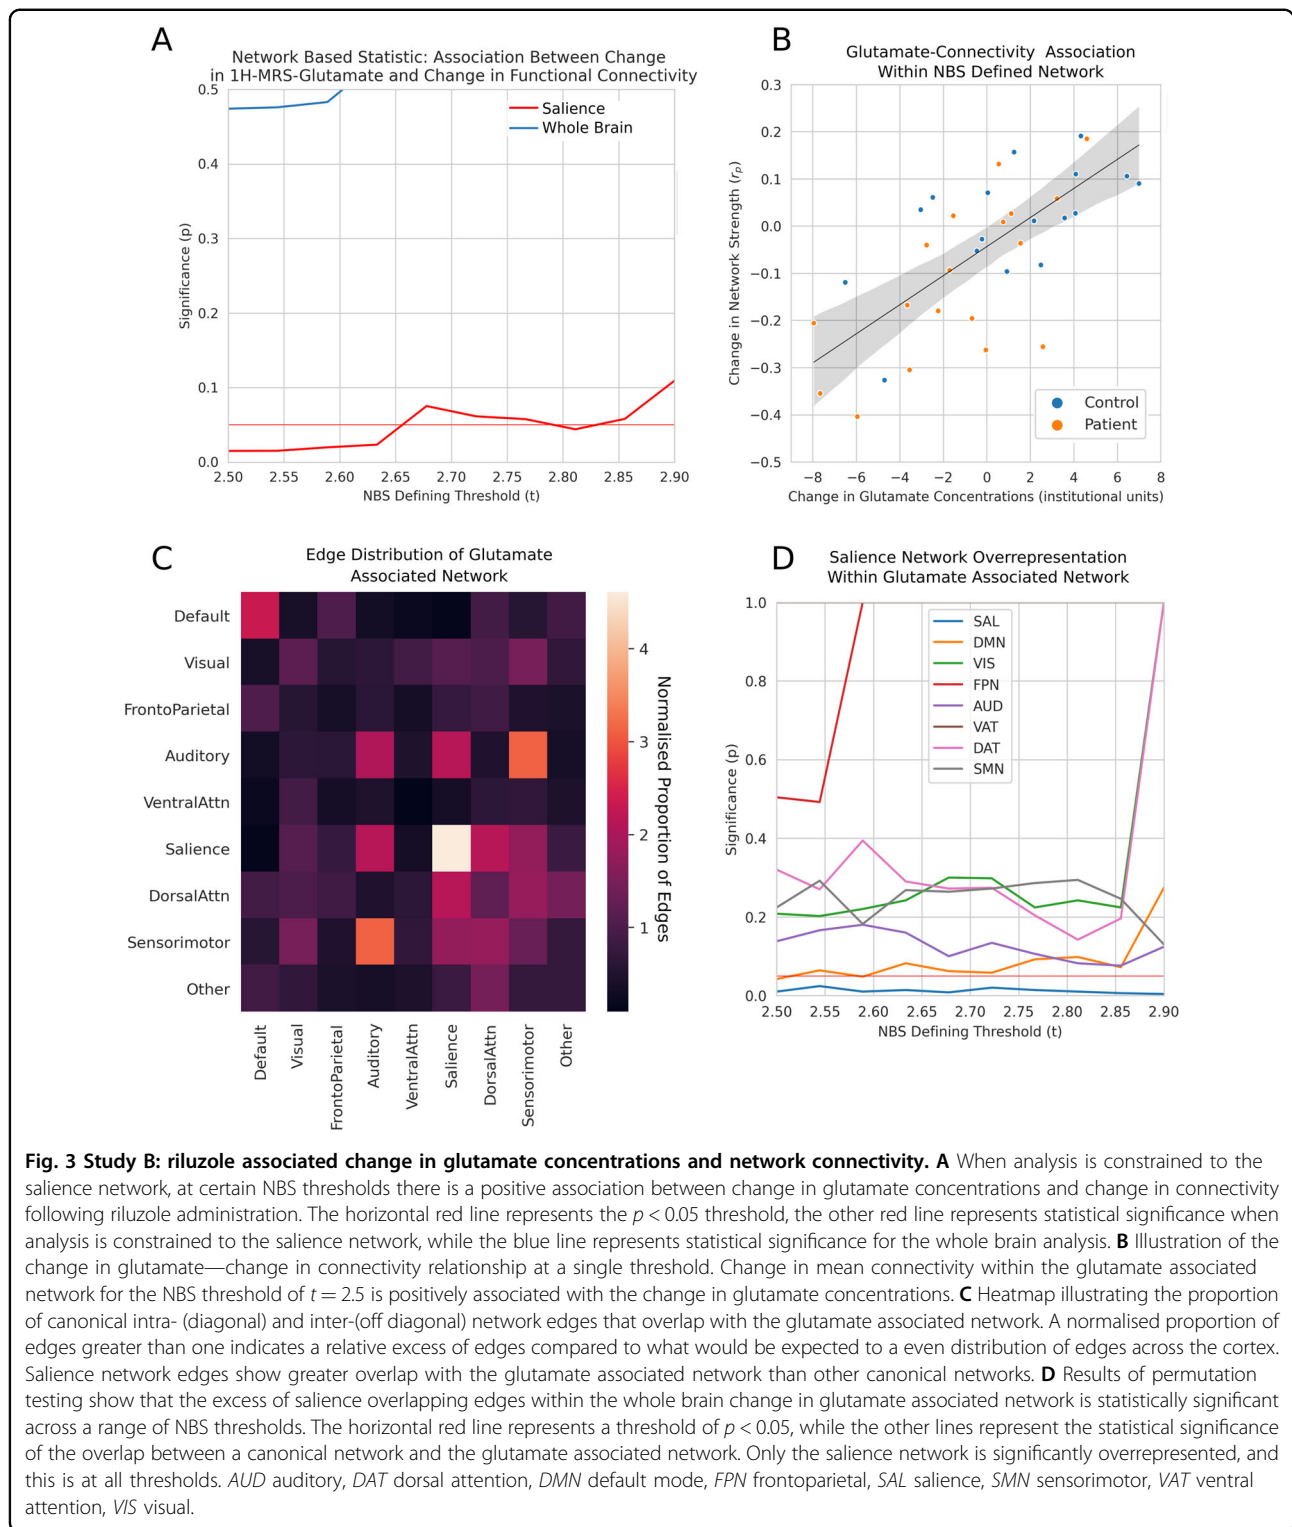 A
Network Based Statistic: Association Between Change
in 1H-MRS-Glutamate and Change in Functional Connectivity
0.5
0.4
0.3
0.2
0.1
0.0
Significance (p)
Salience
Whole Brain
2.50 2.55 2.60 2.65 2.70 2.75 2.80 2.85 2.90
NBS Defining Threshold (t)
B
Glutamate-Connectivity Association
Within NBS Defined Network
0.3
0.2
0.1
0.0
−0.1
−0.2
−0.3
−0.4
−0.5
Change in Network Strength (rp)
Control
Patient
−8 −6 −4 −2 0 2 4 6 8
Change in Glutamate Concentrations (institutional units)
C
Edge Distribution of Glutamate
Associated Network
Default
Visual
FrontoParietal
Auditory
VentralAttn
Salience
DorsalAttn
Sensorimotor
Other
Default
Visual
FrontoParietal
Auditory
VentralAttn
Salience
DorsalAttn
Sensorimotor
Other
4
3
2
1
Normalised Proportion of Edges
D
Salience Network Overrepresentation
Within Glutamate Associated Network
1.0
0.8
0.6
0.4
0.2
0.0
Significance (p)
SAL
DMN
VIS
FPN
AUD
VAT
DAT
SMN
2.50 2.55 2.60 2.65 2.70 2.75 2.80 2.85 2.90
NBS Defining Threshold (t)
Fig. 3 Study B: riluzole associated change in glutamate concentrations and network connectivity. A When analysis is constrained to the
salience network, at certain NBS thresholds there is a positive association between change in glutamate concentrations and change in connectivity
following riluzole administration. The horizontal red line represents the p < 0.05 threshold, the other red line represents statistical significance when
analysis is constrained to the salience network, while the blue line represents statistical significance for the whole brain analysis. B Illustration of the
change in glutamate—change in connectivity relationship at a single threshold. Change in mean connectivity within the glutamate associated
network for the NBS threshold of t = 2.5 is positively associated with the change in glutamate concentrations. C Heatmap illustrating the proportion
of canonical intra- (diagonal) and inter-(off diagonal) network edges that overlap with the glutamate associated network. A normalised proportion of
edges greater than one indicates a relative excess of edges compared to what would be expected to a even distribution of edges across the cortex.
Salience network edges show greater overlap with the glutamate associated network than other canonical networks. D Results of permutation
testing show that the excess of salience overlapping edges within the whole brain change in glutamate associated network is statistically significant
across a range of NBS thresholds. The horizontal red line represents a threshold of p < 0.05, while the other lines represent the statistical significance
of the overlap between a canonical network and the glutamate associated network. Only the salience network is significantly overrepresented, and
this is at all thresholds. AUD auditory, DAT dorsal attention, DMN default mode, FPN frontoparietal, SAL salience, SMN sensorimotor, VAT ventral
attention, VIS visual.